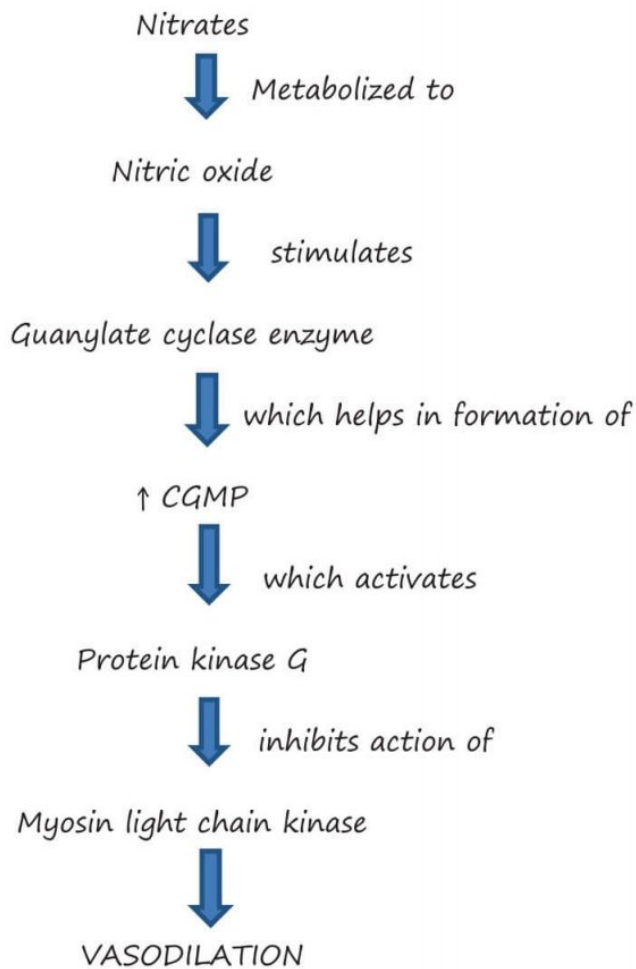 Nitrates
Metabolized to
Nitric oxide
stimulates
Guanylate cyclase enzyme
which helps in formation of
↑ CGMP
which activates
Protein kinase G
inhibits action of
Myosin light chain kinase
VASODILATION